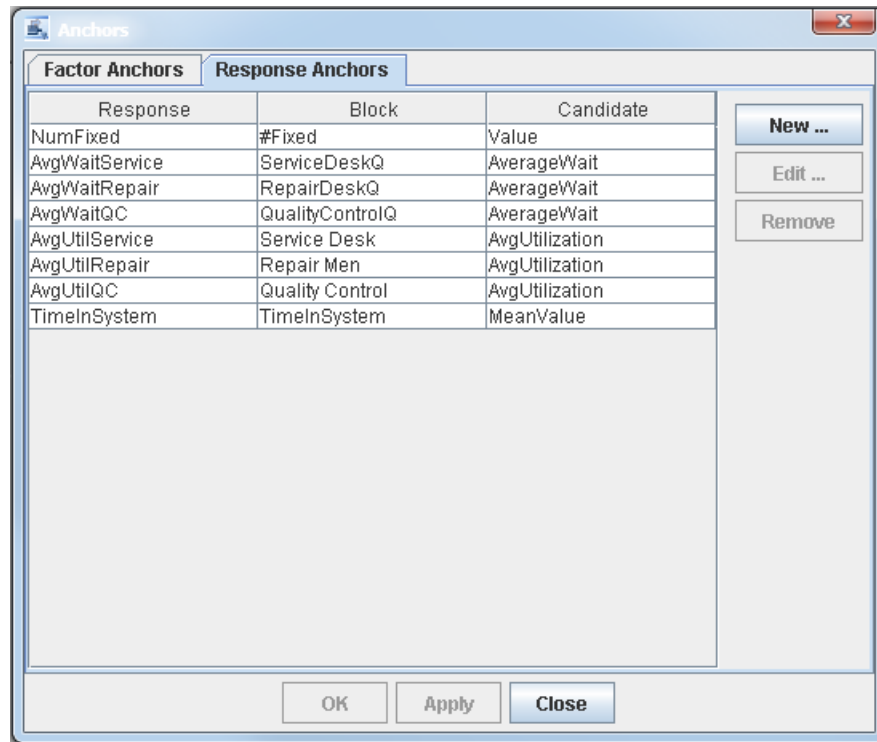 Anchors
Factor Anchors Response Anchors
Response Block Candidate
NumFixed #Fixed Value
AvgWaitService ServiceDeskQ AverageWait
AvgWaitRepair RepairDeskQ AverageWait
AvgWaitQC QualityControlQ AverageWait
AvgUtilService Service Desk AvgUtilization
AvgUtilRepair Repair Men AvgUtilization
AvgUtilQC Quality Control AvgUtilization
TimeInSystem TimeInSystem MeanValue
New ...
Edit ...
Remove
OK Apply Close